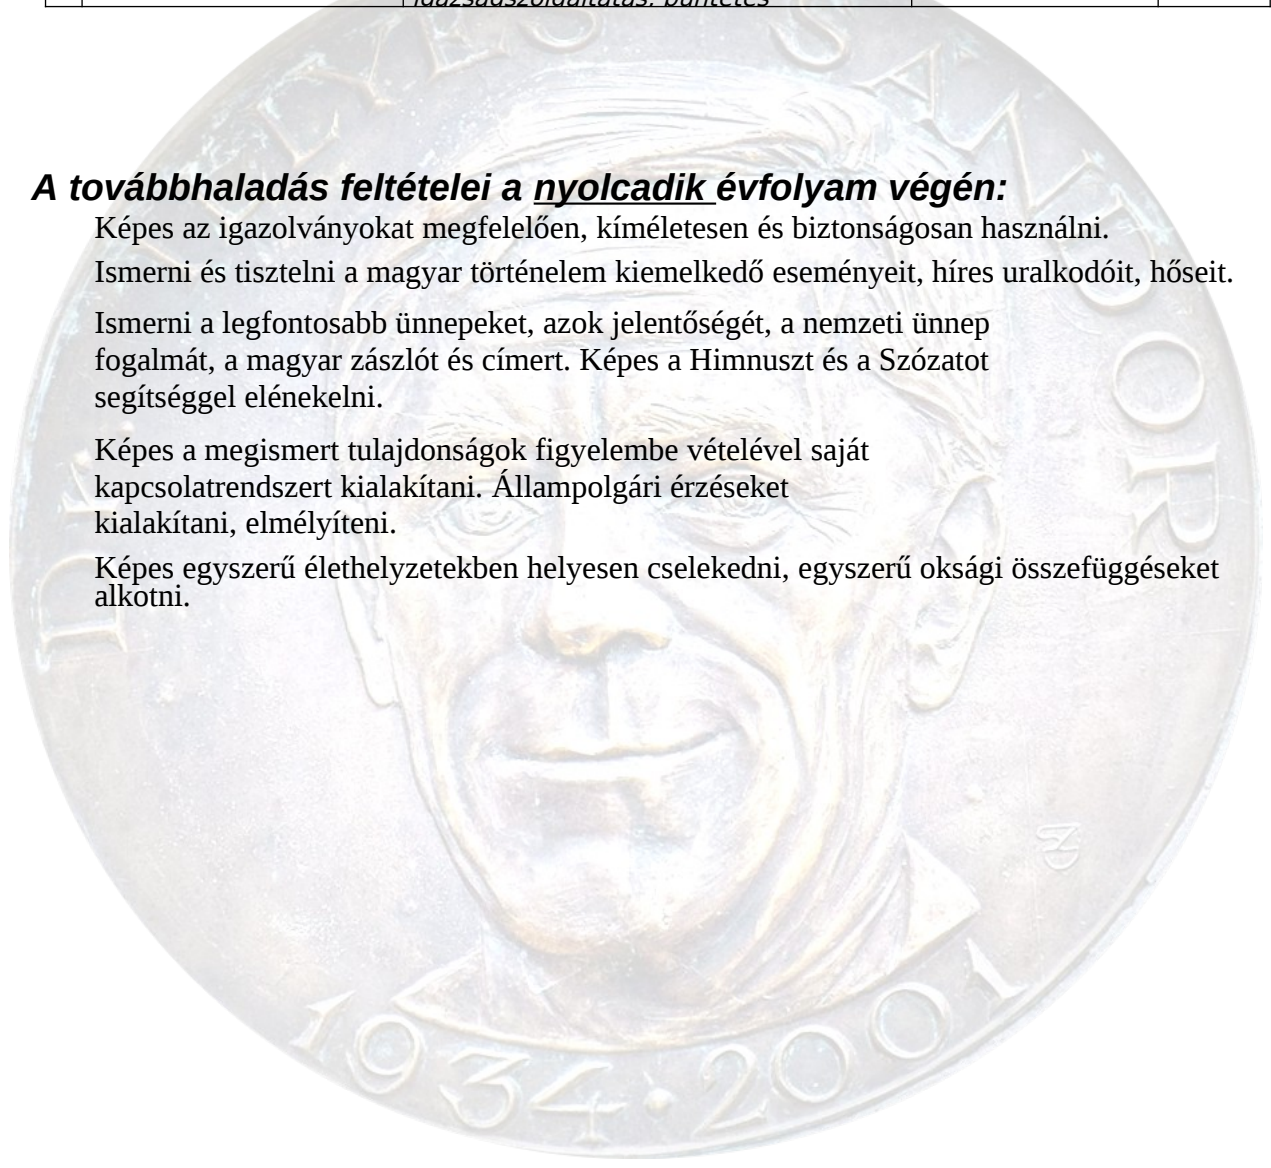 igazságszolgáltatás, büntetés
A továbbhaladás feltételei a nyolcadik évfolyam végén:
Képes az igazolványokat megfelelően, kíméletesen és biztonságosan használni.
Ismerni és tisztelni a magyar történelem kiemelkedő eseményeit, híres uralkodóit, hőseit.
Ismerni a legfontosabb ünnepeket, azok jelentőségét, a nemzeti ünnep
fogalmát, a magyar zászlót és címert. Képes a Himnuszt és a Szózatot
segítséggel elénekelni.
Képes a megismert tulajdonságok figyelembe vételével saját
kapcsolatrendszert kialakítani. Állampolgári érzéseket
kialakítani, elmélyíteni.
Képes egyszerű élethelyzetekben helyesen cselekedni, egyszerű oksági összefüggéseket
alkotni.
SÁNDOR
1934·2001